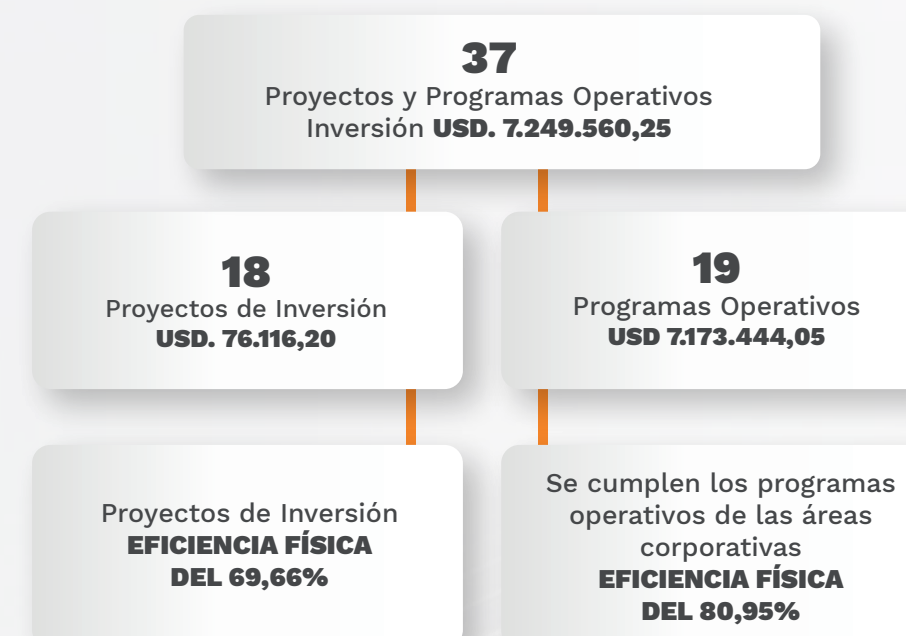 37
Proyectos y Programas Operativos
Inversión USD. 7.249.560,25
18
Proyectos de Inversión
USD. 76.116,20
19
Programas Operativos
USD 7.173.444,05
Proyectos de Inversión
EFICIENCIA FÍSICA
DEL 69,66%
Se cumplen los programas
operativos de las áreas
corporativas
EFICIENCIA FÍSICA
DEL 80,95%